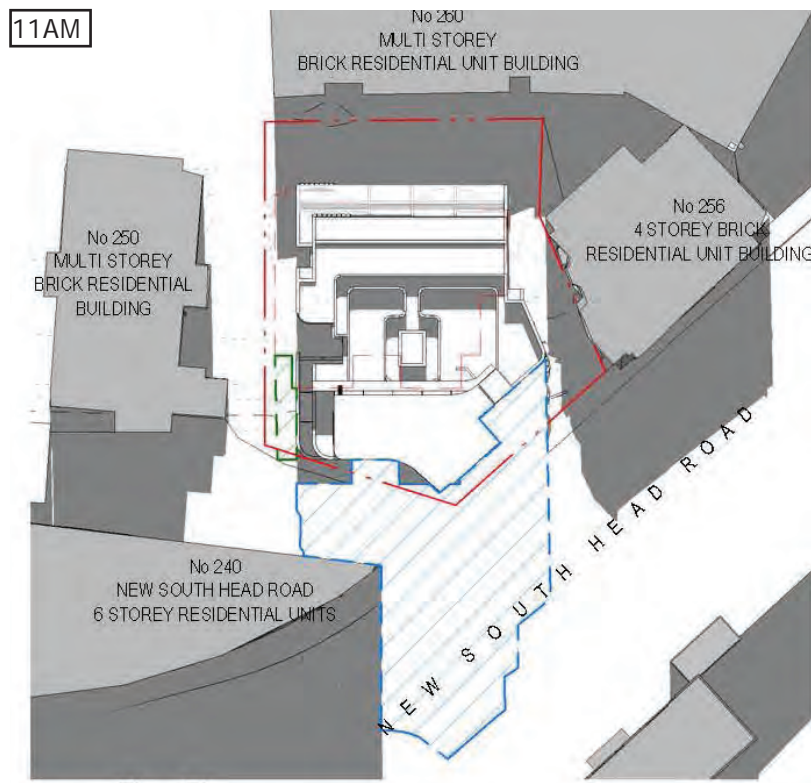 11AM
No 260
MULTI STOREY
BRICK RESIDENTIAL UNIT BUILDING
No 256
4 STOREY BRICK
RESIDENTIAL UNIT BUILDING
No 250
MULTI STOREY
BRICK RESIDENTIAL
BUILDING
No 240
NEW SOUTH HEAD ROAD
6 STOREY RESIDENTIAL UNITS
NEW SOUTH HEAD ROAD